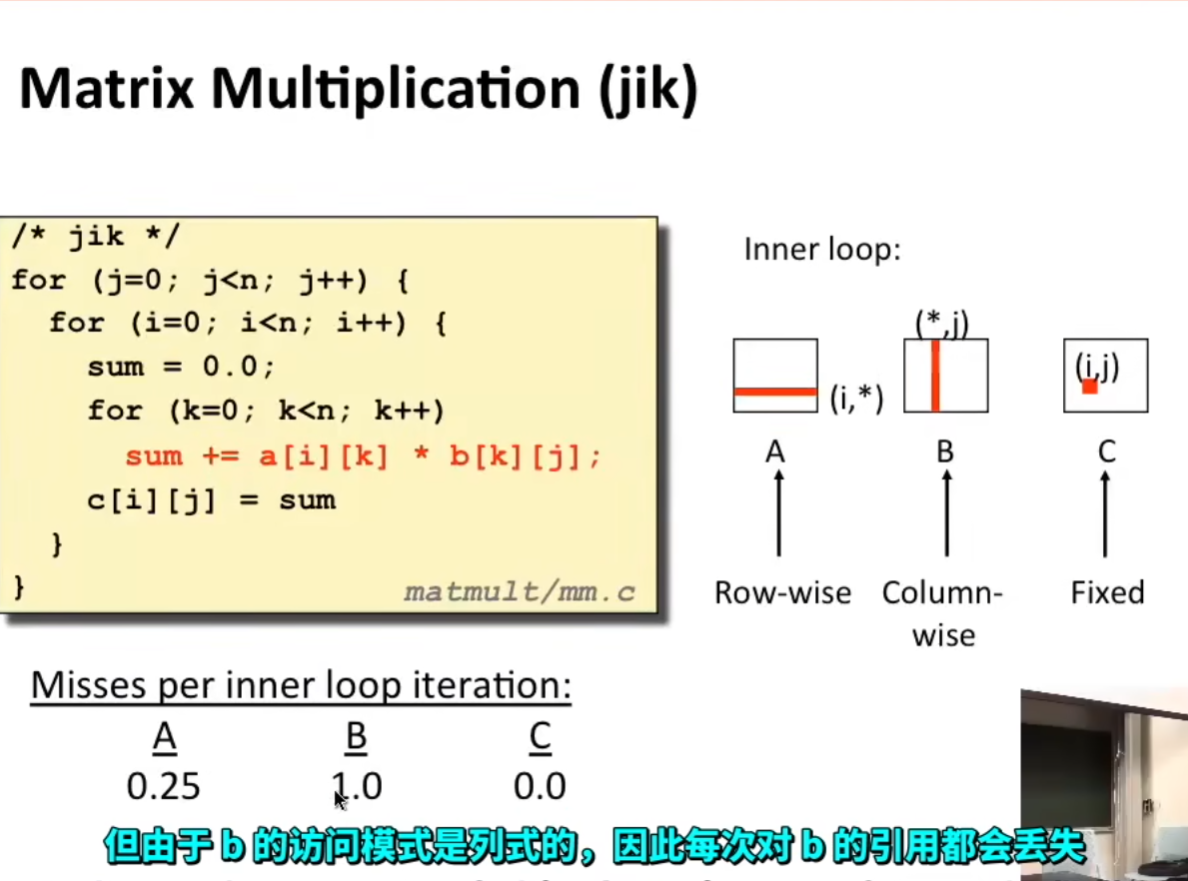 Matrix Multiplication (jik)
/* jik */
for (j=0; j<n; j++) {
for (i=0; i<n; i++) {
sum = 0.0;
for (k=0; k<n; k++)
sum += a[i][k] * b[k][j];
c[i][j] = sum
}
}
matmult/mm.c
Inner loop:
(*,j)
(i,j)
(i,*)
A B C
Row-wise Column-
wise
Fixed
Misses per inner loop iteration:
A B C
0.25 1.0 0.0
但由于 b 的访问模式是列式的，因此每次对 b 的引用都会丢失